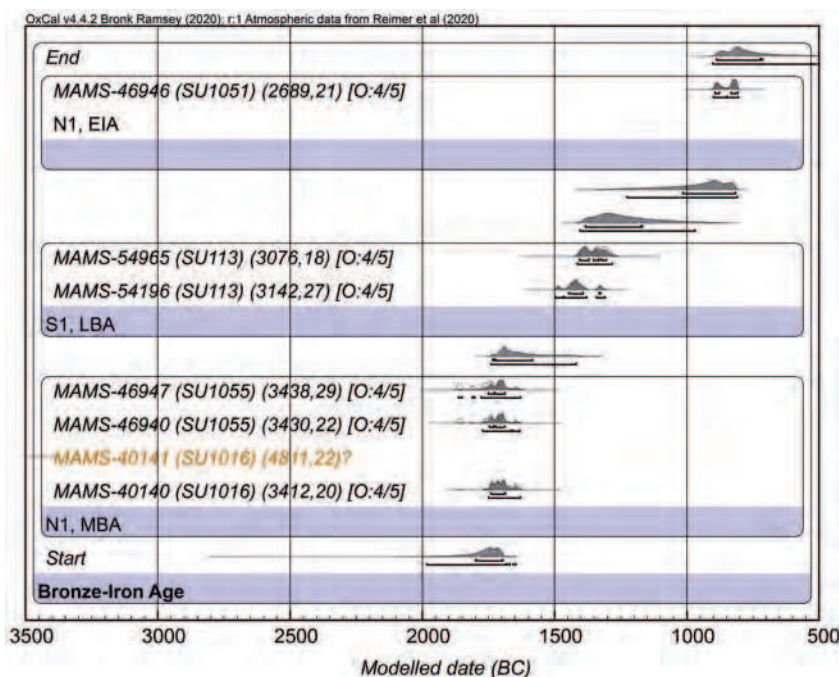 OxCal v4.4.2 Bronk Ramsey (2020); r:1 Atmospheric data from Reimer et al (2020)
End
MAMS-46946 (SU1051) (2689,21) [O:4/5]
N1, EIA
MAMS-54965 (SU113) (3076,18) [O:4/5]
MAMS-54196 (SU113) (3142,27) [O:4/5]
S1, LBA
MAMS-46947 (SU1055) (3438,29) [O:4/5]
MAMS-46940 (SU1055) (3430,22) [O:4/5]
MAMS-40141 (SU1016) (4811,22)?
MAMS-40140 (SU1016) (3412,20) [O:4/5]
N1, MBA
Start
Bronze-Iron Age
3500 3000 2500 2000 1500 1000 500
Modelled date (BC)